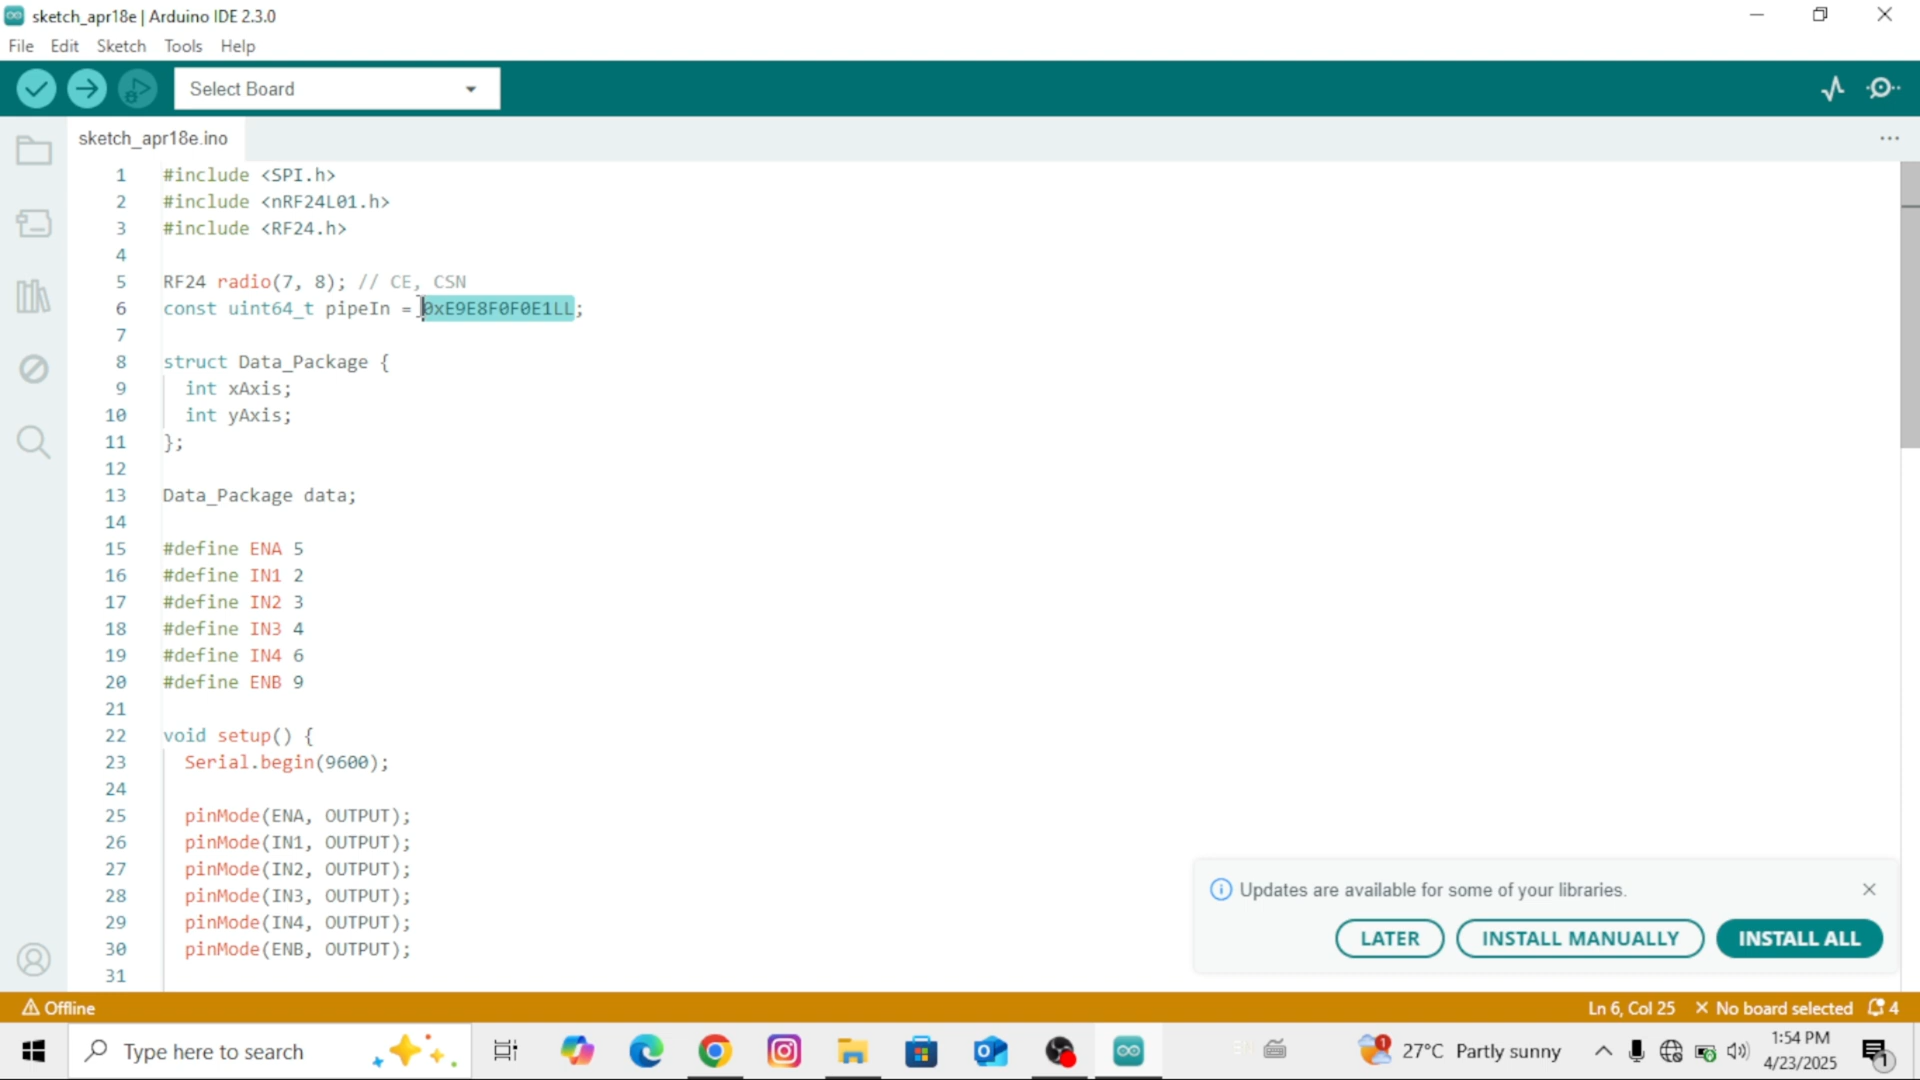 sketch_apr18e | Arduino IDE 2.3.0
File Edit Sketch Tools Help
Select Board
sketch_apr18e.ino
1 #include <SPI.h>
2 #include <nRF24L01.h>
3 #include <RF24.h>
4
5 RF24 radio(7, 8); // CE, CSN
6 const uint64_t pipeIn = 0xE9E8F0F0E1LL;
7
8 struct Data_Package {
9 int xAxis;
10 int yAxis;
11 };
12
13 Data_Package data;
14
15 #define ENA 5
16 #define IN1 2
17 #define IN2 3
18 #define IN3 4
19 #define IN4 6
20 #define ENB 9
21
22 void setup() {
23 Serial.begin(9600);
24
25 pinMode(ENA, OUTPUT);
26 pinMode(IN1, OUTPUT);
27 pinMode(IN2, OUTPUT);
28 pinMode(IN3, OUTPUT);
29 pinMode(IN4, OUTPUT);
30 pinMode(ENB, OUTPUT);
31
Updates are available for some of your libraries.
LATER INSTALL MANUALLY INSTALL ALL
Offline Ln 6, Col 25 No board selected 4
Type here to search 1 27°C Partly sunny 1:54 PM
4/23/2025 1